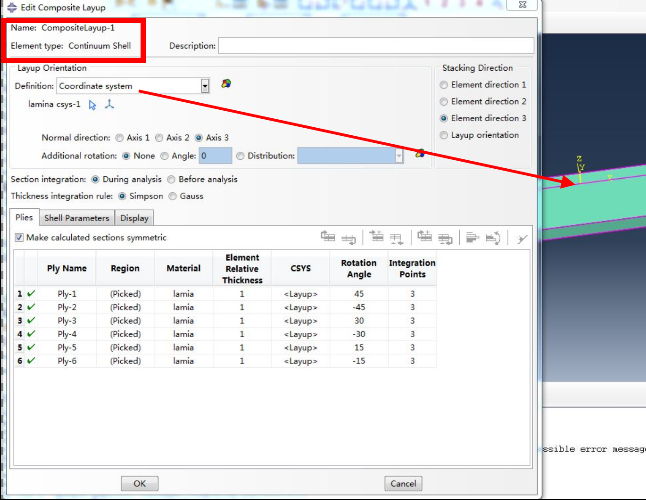 Edit Composite Layup
Name: CompositeLayup-1
Element type: Continuum Shell Description:
Layup Orientation
Definition: Coordinate system
lamina csys-1
Normal direction: Axis 1 Axis 2 Axis 3
Additional rotation: None Angle: 0 Distribution:
Stacking Direction
Element direction 1
Element direction 2
Element direction 3
Layup orientation
Section integration: During analysis Before analysis
Thickness integration rule: Simpson Gauss
Plies Shell Parameters Display
Make calculated sections symmetric
Ply Name Region Material Element Relative Thickness CSYS Rotation Angle Integration Points
1 Ply-1 (Picked) lamia 1 <Layup> 45 3
2 Ply-2 (Picked) lamia 1 <Layup> -45 3
3 Ply-3 (Picked) lamia 1 <Layup> 30 3
4 Ply-4 (Picked) lamia 1 <Layup> -30 3
5 Ply-5 (Picked) lamia 1 <Layup> 15 3
6 Ply-6 (Picked) lamia 1 <Layup> -15 3
OK Cancel
Z
Y
ssible error message